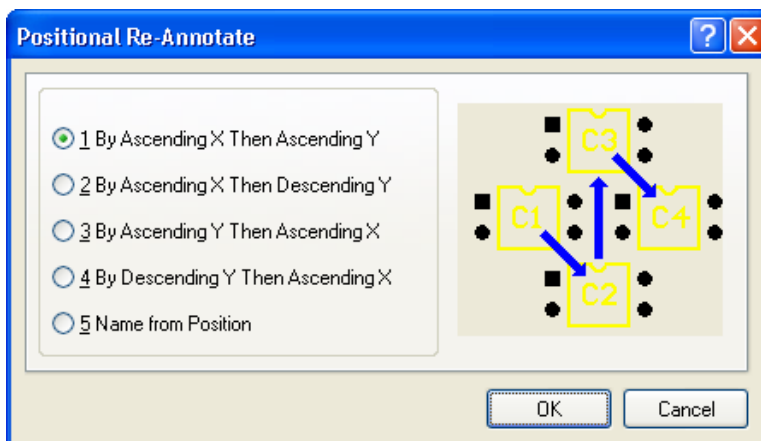 Positional Re-Annotate
1 By Ascending X Then Ascending Y
2 By Ascending X Then Descending Y
3 By Ascending Y Then Ascending X
4 By Descending Y Then Ascending X
5 Name from Position
C3
C1
C4
C2
OK
Cancel